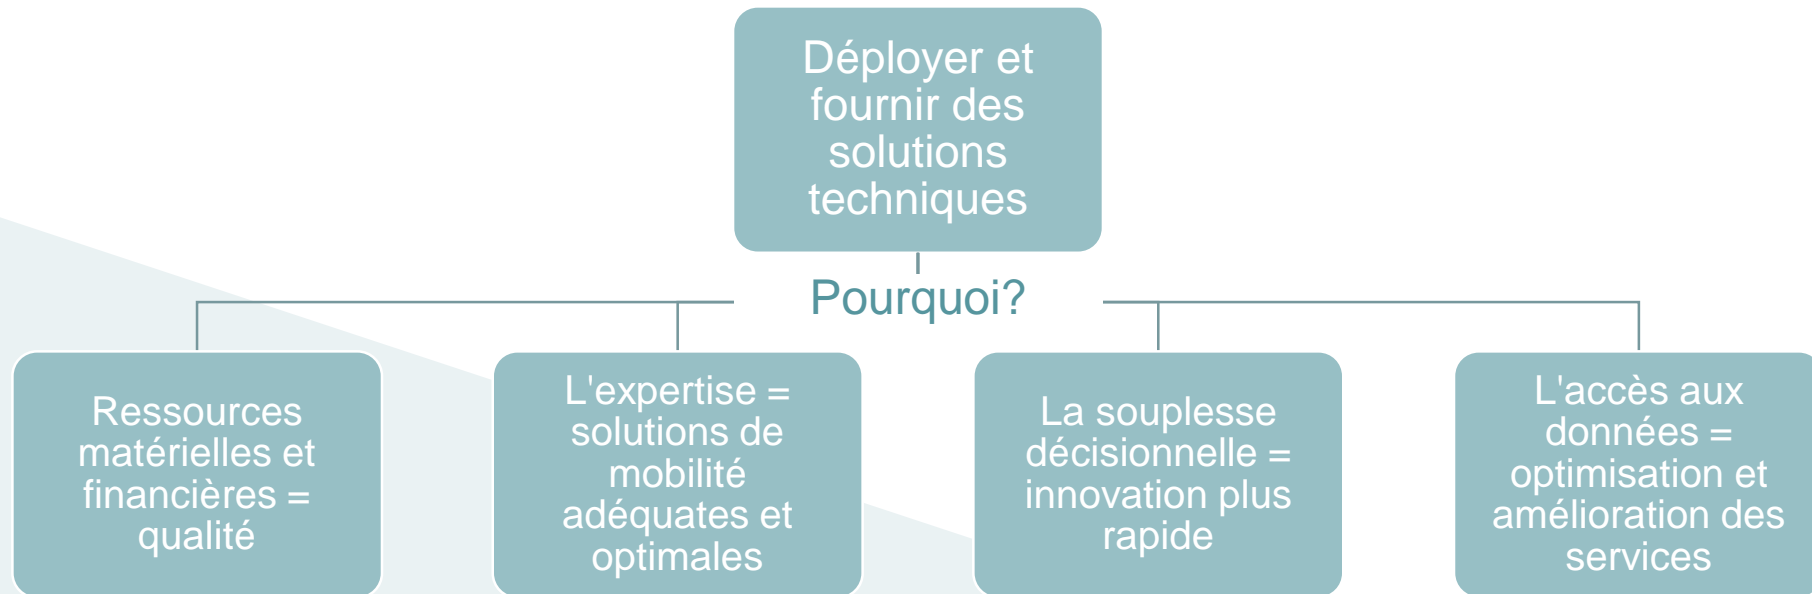 Déployer et
fournir des
solutions
techniques
Pourquoi?
Ressources
matérielles et
financières =
qualité
L'expertise =
solutions de
mobilité
adéquates et
optimales
La souplesse
décisionnelle =
innovation plus
rapide
L'accès aux
données =
optimisation et
amélioration des
services